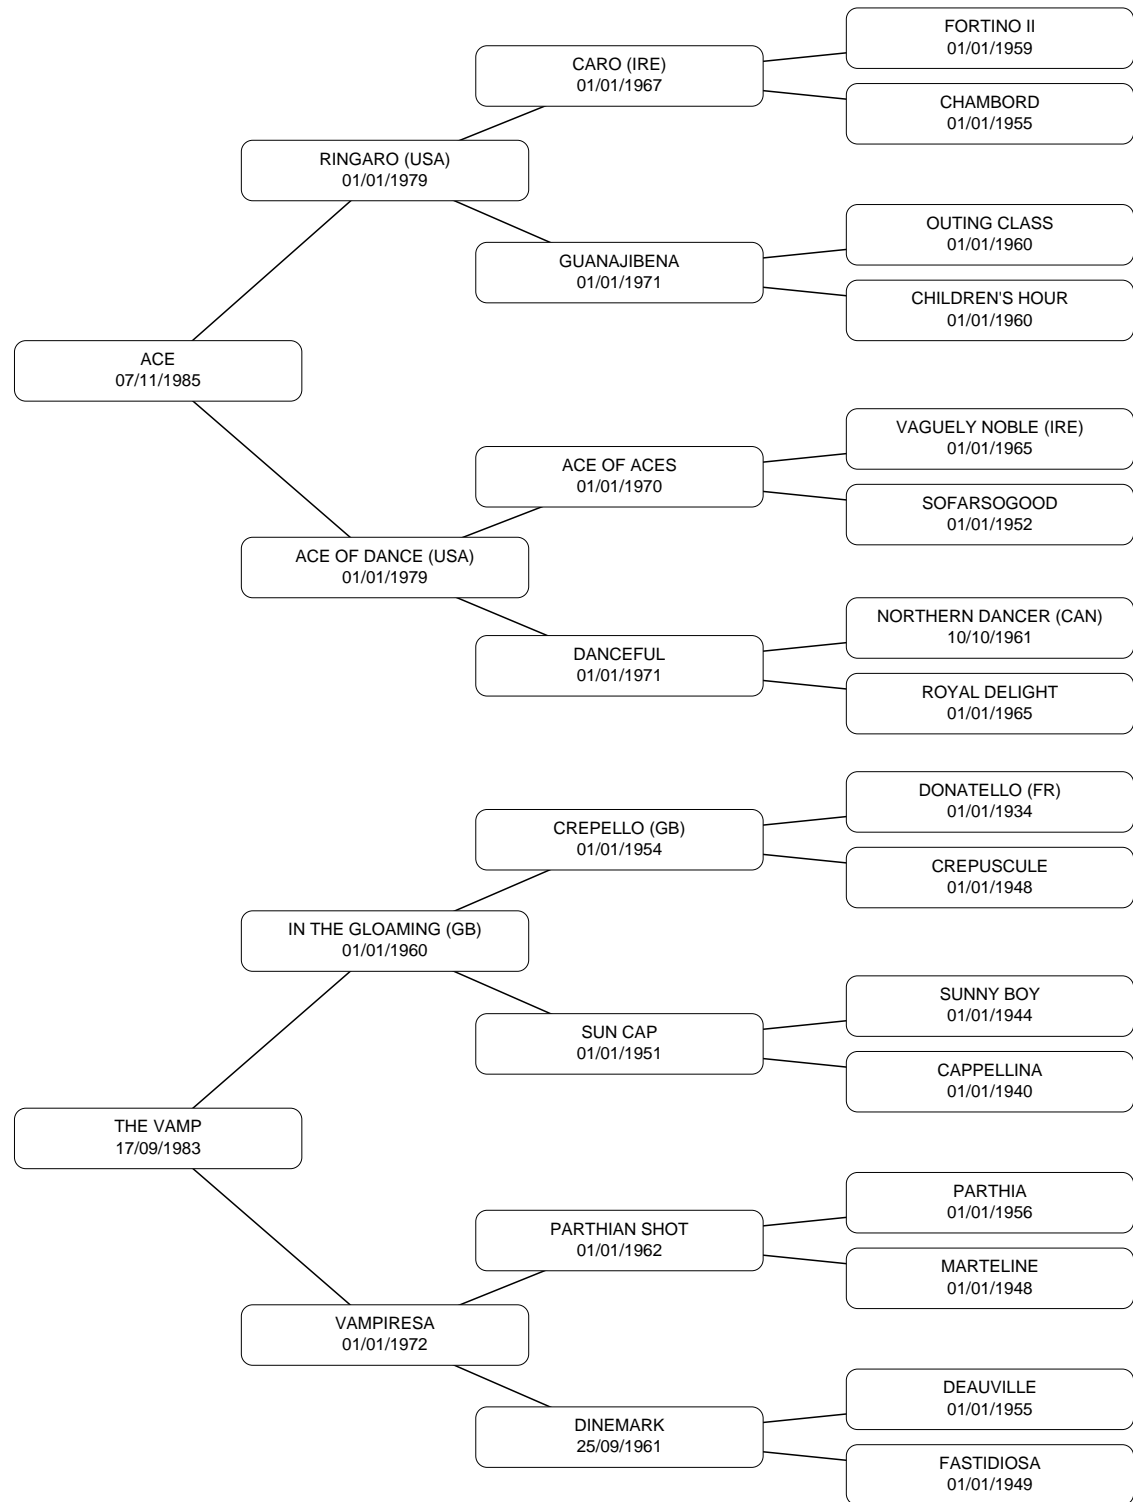 FORTINO II
01/01/1959
CARO (IRE)
01/01/1967
CHAMBORD
01/01/1955
RINGARO (USA)
01/01/1979
OUTING CLASS
01/01/1960
GUANAJIBENA
01/01/1971
CHILDREN'S HOUR
01/01/1960
ACE
07/11/1985
VAGUELY NOBLE (IRE)
01/01/1965
ACE OF ACES
01/01/1970
SOFARSOGOOD
01/01/1952
ACE OF DANCE (USA)
01/01/1979
NORTHERN DANCER (CAN)
10/10/1961
DANCEFUL
01/01/1971
ROYAL DELIGHT
01/01/1965
DONATELLO (FR)
01/01/1934
CREPELLO (GB)
01/01/1954
CREPUSCULE
01/01/1948
IN THE GLOAMING (GB)
01/01/1960
SUNNY BOY
01/01/1944
SUN CAP
01/01/1951
CAPPELLINA
01/01/1940
THE VAMP
17/09/1983
PARTHIA
01/01/1956
PARTHIAN SHOT
01/01/1962
MARTELINE
01/01/1948
VAMPIRESA
01/01/1972
DEAUVILLE
01/01/1955
DINEMARK
25/09/1961
FASTIDIOSA
01/01/1949